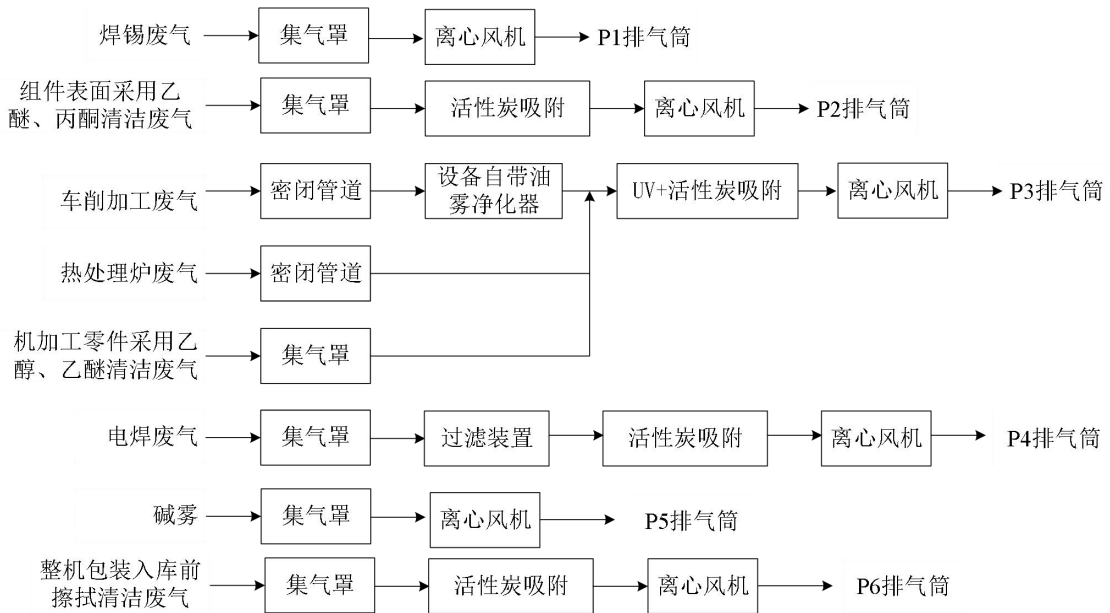 焊锡废气
集气罩
离心风机
P1排气筒
组件表面采用乙
醚、丙酮清洁废气
集气罩
活性炭吸附
离心风机
P2排气筒
车削加工废气
密闭管道
设备自带油
雾净化器
UV+活性炭吸附
离心风机
P3排气筒
热处理炉废气
密闭管道
机加工零件采用乙
醇、乙醚清洁废气
集气罩
电焊废气
集气罩
过滤装置
活性炭吸附
离心风机
P4排气筒
碱雾
集气罩
离心风机
P5排气筒
整机包装入库前
擦拭清洁废气
集气罩
活性炭吸附
离心风机
P6排气筒